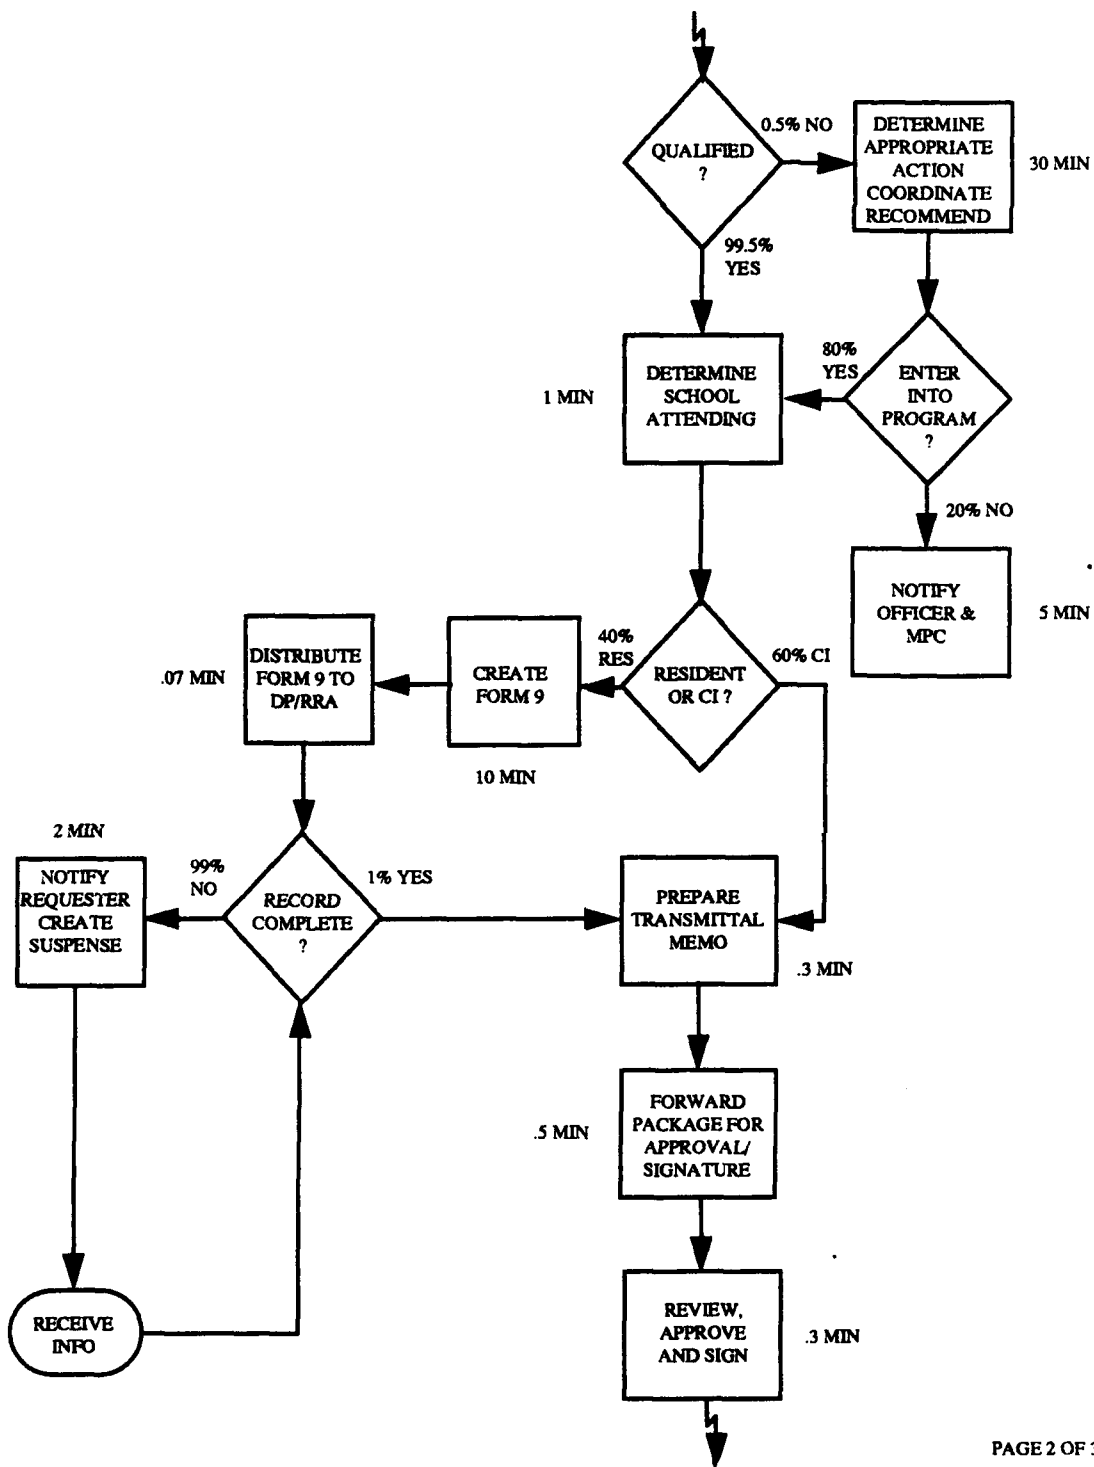 0.5% NO
QUALIFIED
?
99.5%
YES
DETERMINE
APPROPRIATE
ACTION
COORDINATE
RECOMMEND
30 MIN
1 MIN
DETERMINE
SCHOOL
ATTENDING
80%
YES
ENTER
INTO
PROGRAM
?
20% NO
NOTIFY
OFFICER &
MPC
5 MIN
.07 MIN
DISTRIBUTE
FORM 9 TO
DP/RRA
CREATE
FORM 9
10 MIN
40%
RES
RESIDENT
OR CI ?
60% CI
2 MIN
NOTIFY
REQUESTER
CREATE
SUSPENSE
99%
NO
RECORD
COMPLETE
?
1% YES
PREPARE
TRANSMITTAL
MEMO
.3 MIN
.5 MIN
FORWARD
PACKAGE FOR
APPROVAL/
SIGNATURE
RECEIVE
INFO
REVIEW,
APPROVE
AND SIGN
.3 MIN
PAGE 2 OF 3